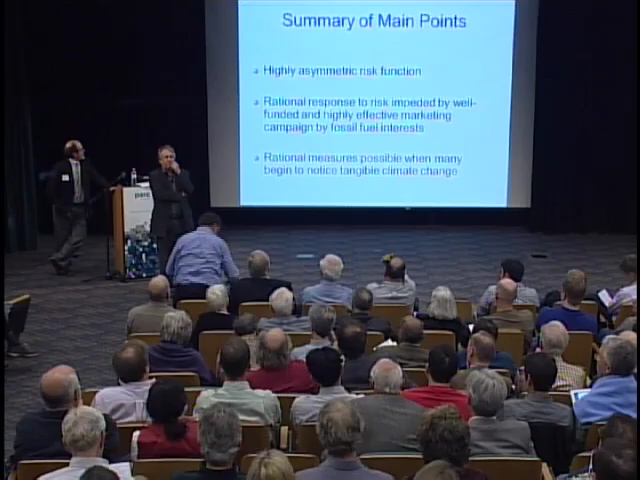 Summary of Main Points
Highly asymmetric risk function
Rational response to risk impeded by well-
funded and highly effective marketing
campaign by fossil fuel interests
Rational measures possible when many
begin to notice tangible climate change
parc